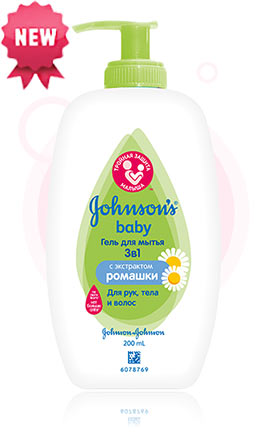 NEW
ТРОЙНАЯ ЗАЩИТА
МАЛЫША
Johnson's
baby
Гель для мытья
3в1
с экстрактом
ромашки
Для рук, тела
и волос
Johnson & Johnson
200 mL
6078769